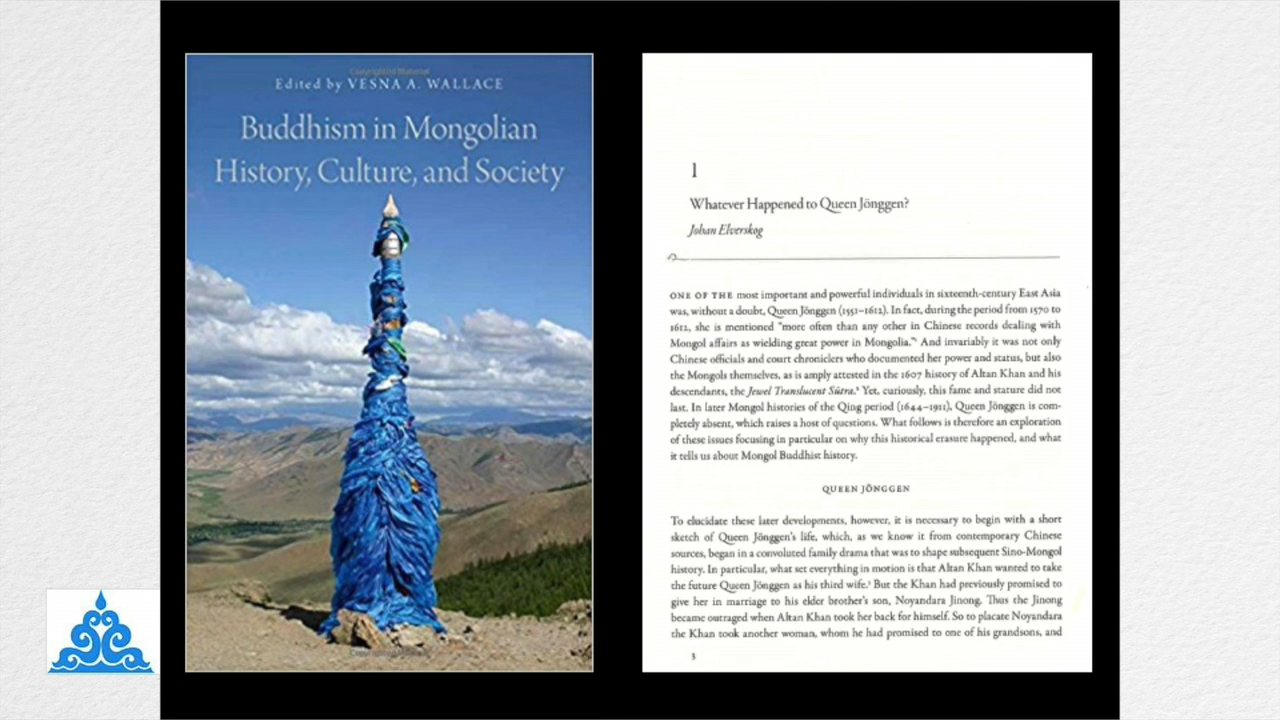 Copyrighted Material
Edited by VESNA A. WALLACE
Buddhism in Mongolian
History, Culture, and Society
1
Whatever Happened to Queen Jönggen?
Johan Elverskog
ONE OF THE most important and powerful individuals in sixteenth-century East Asia
was, without a doubt, Queen Jönggen (1551–1612). In fact, during the period from 1570 to
1612, she is mentioned "more often than any other in Chinese records dealing with
Mongol affairs as wielding great power in Mongolia."¹ And invariably it was not only
Chinese officials and court chroniclers who documented her power and status, but also
the Mongols themselves, as is amply attested in the 1607 history of Altan Khan and his
descendants, the Jewel Translucent Sūtra.² Yet, curiously, this fame and stature did not
last. In later Mongol histories of the Qing period (1644–1911), Queen Jönggen is com-
pletely absent, which raises a host of questions. What follows is therefore an exploration
of these issues focusing in particular on why this historical erasure happened, and what
it tells us about Mongol Buddhist history.
QUEEN JÖNGGEN
To elucidate these later developments, however, it is necessary to begin with a short
sketch of Queen Jönggen's life, which, as we know it from contemporary Chinese
sources, began in a convoluted family drama that was to shape subsequent Sino-Mongol
history. In particular, what set everything in motion is that Altan Khan wanted to take
the future Queen Jönggen as his third wife.³ But the Khan had previously promised to
give her in marriage to his elder brother's son, Noyandara Jinong. Thus the Jinong
became outraged when Altan Khan took her back for himself. So to placate Noyandara
the Khan took another woman, whom he had promised to one of his grandsons, and
3